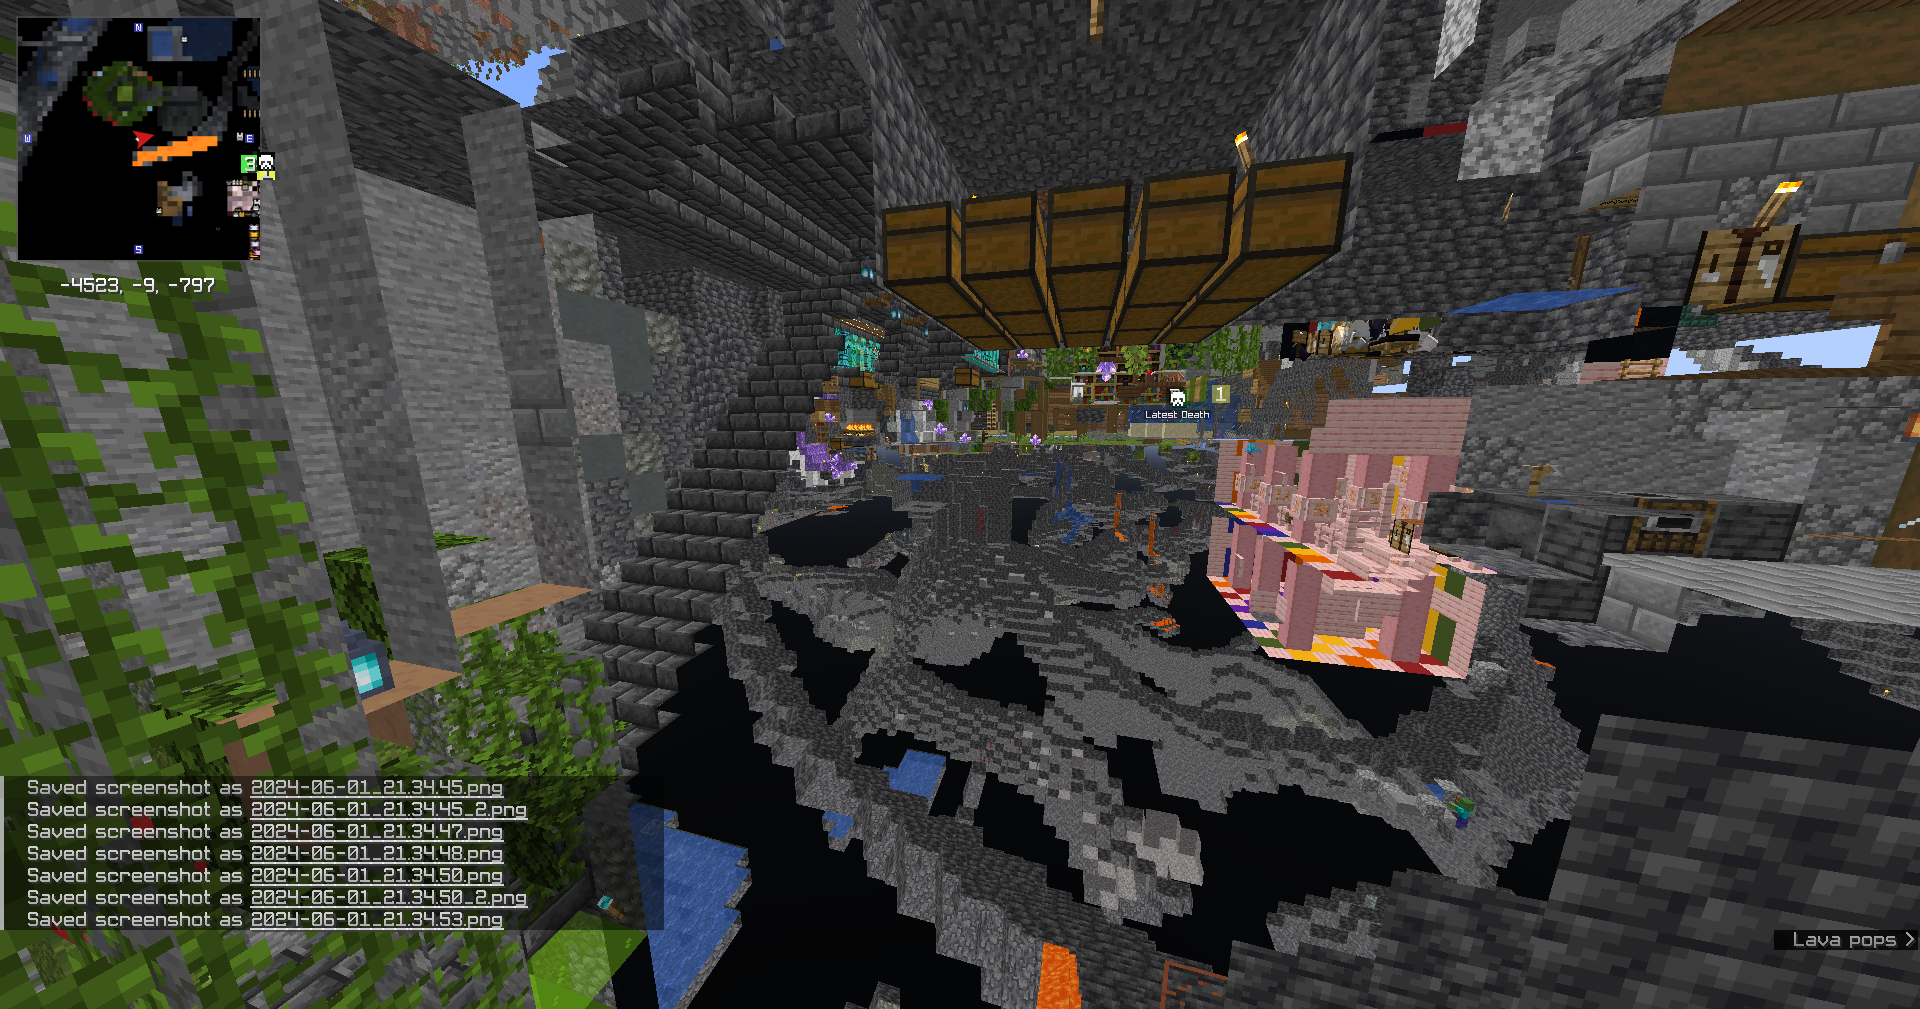 N
W
E
3
S
-4523, -9, -797
1
Latest Death
Saved screenshot as 2024-06-01_21.34.45.png
Saved screenshot as 2024-06-01_21.34.45_2.png
Saved screenshot as 2024-06-01_21.34.47.png
Saved screenshot as 2024-06-01_21.34.48.png
Saved screenshot as 2024-06-01_21.34.50.png
Saved screenshot as 2024-06-01_21.34.50_2.png
Saved screenshot as 2024-06-01_21.34.53.png
Lava pops >